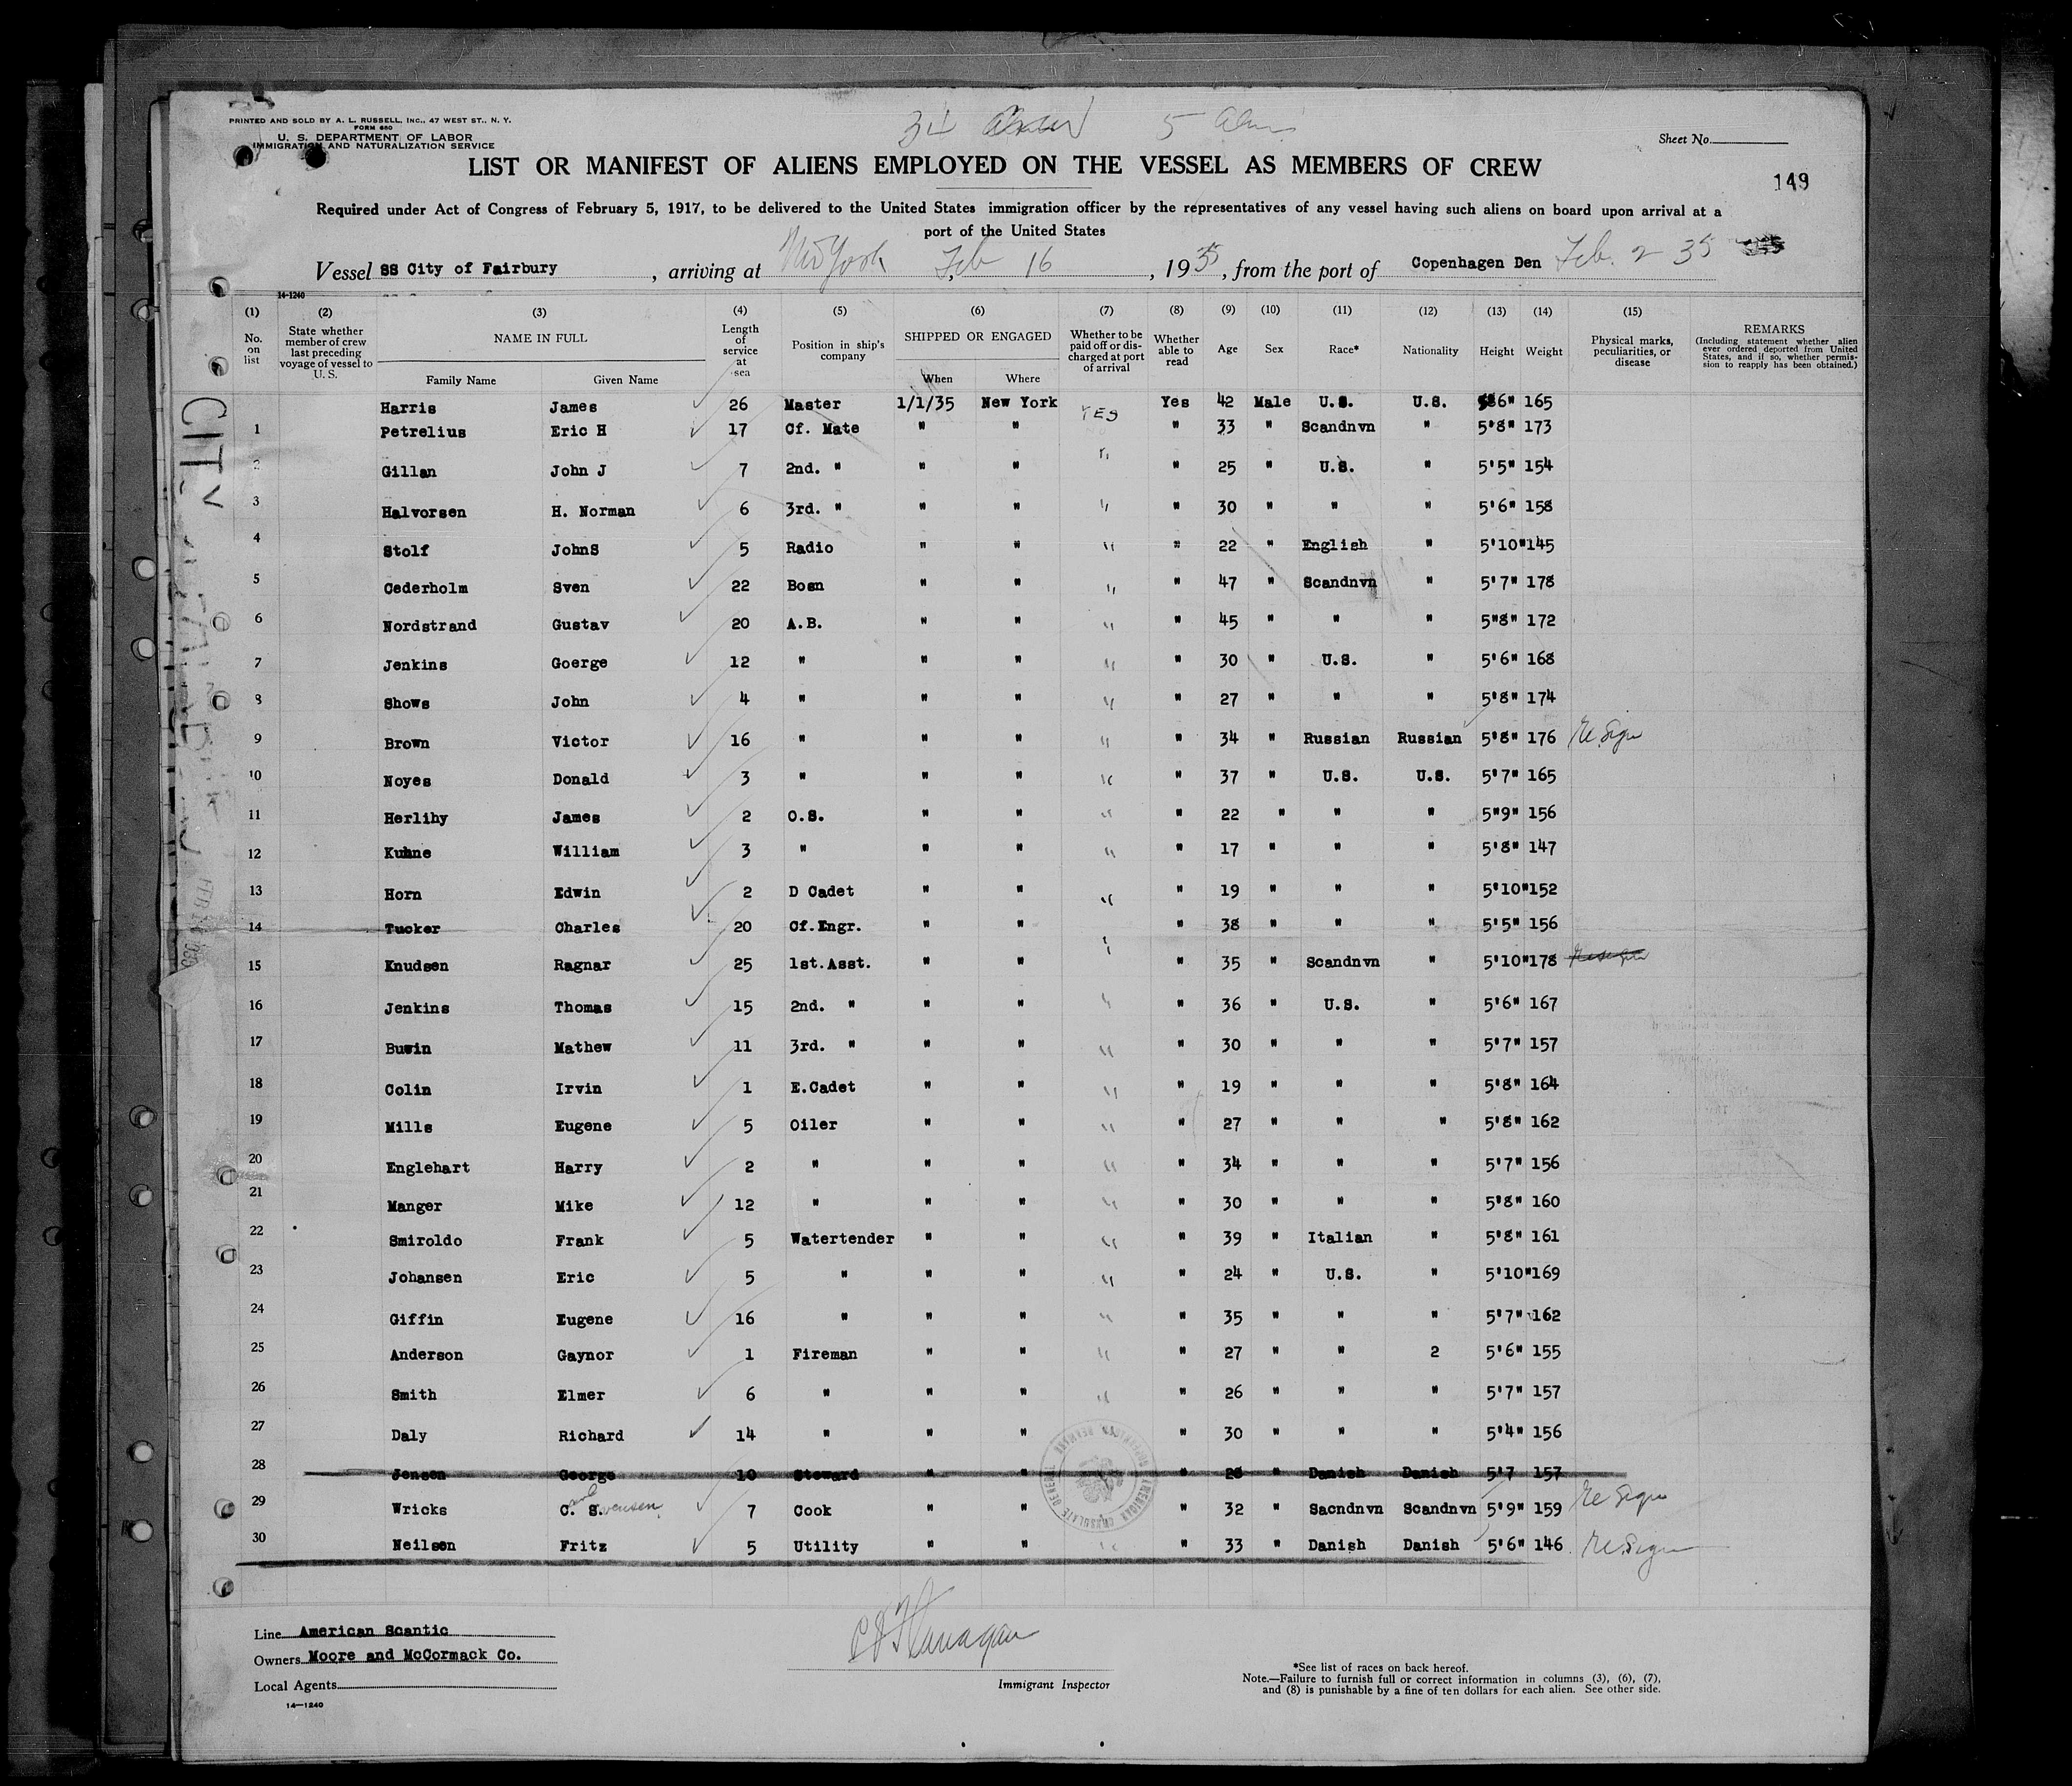 PRINTED AND SOLD BY A. L. RUSSELL, INC., 47 WEST ST., N. Y.
FORM 680
U. S. DEPARTMENT OF LABOR
IMMIGRATION AND NATURALIZATION SERVICE
34 5
Sheet No.
LIST OR MANIFEST OF ALIENS EMPLOYED ON THE VESSEL AS MEMBERS OF CREW
149
Required under Act of Congress of February 5, 1917, to be delivered to the United States immigration officer by the representatives of any vessel having such aliens on board upon arrival at a
port of the United States
Vessel SS City of Fairbury , arriving at New York Feb 16 , 1935 , from the port of Copenhagen Den Feb. 2 35
14-1240
(1) (2) (3) (4) (5) (6) (7) (8) (9) (10) (11) (12) (13) (14) (15)
No. on list State whether member of crew last preceding voyage of vessel to U. S. NAME IN FULL Length of service at sea Position in ship's company SHIPPED OR ENGAGED Whether to be paid off or discharged at port of arrival Whether able to read Age Sex Race* Nationality Height Weight Physical marks, peculiarities, or disease REMARKS (Including statement whether alien ever ordered deported from United States, and if so, whether permission to reapply has been obtained.)
Family Name Given Name When Where
Harris James 26 Master 1/1/35 New York YES Yes 42 Male U.S. U.S. 6" 165
1 Petrelius Eric H 17 Cf. Mate " " " 33 " Scandnvn " 5'8" 173
2 Gillan John J 7 2nd. " " " " " 25 " U.S. " 5'5" 154
3 Halvorsen H. Norman 6 3rd. " " " " " 30 " " " 5'6" 158
4 Stolf JohnS 5 Radio " " " " 22 " English " 5'10"145
5 Cederholm Sven 22 Bosn " " " " 47 " Scandnvn " 5'7" 178
6 Nordstrand Gustav 20 A.B. " " " " 45 " " " 5"8" 172
7 Jenkins Goerge 12 " " " " " 30 " U.S. " 5'6" 168
8 Shows John 4 " " " " " 27 " " " 5'8" 174
9 Brown Victor 16 " " " " " 34 " Russian Russian 5'8" 176 Re Sign
10 Noyes Donald 3 " " " " " 37 " U.S. U.S. 5'7" 165
11 Herlihy James 2 O.S. " " " " 22 " " " 5"9" 156
12 Kuhne William 3 " " " " " 17 " " " 5'8" 147
13 Horn Edwin 2 D Cadet " " " " 19 " " " 5'10"152
14 Tucker Charles 20 Cf.Engr. " " " 38 " " " 5'5" 156
15 Knudsen Ragnar 25 1st.Asst. " " " " 35 " Scandnvn " 5'10"178
16 Jenkins Thomas 15 2nd. " " " " " 36 " U.S. " 5'6" 167
17 Buwin Mathew 11 3rd. " " " " " 30 " " " 5'7" 157
18 Colin Irvin 1 E.Cadet " " " " 19 " " " 5'8" 164
19 Mills Eugene 5 Oiler " " " " 27 " " " 5'8" 162
20 Englehart Harry 2 " " " " " 34 " " " 5'7" 156
21 Manger Mike 12 " " " " " 30 " " " 5'8" 160
22 Smiroldo Frank 5 Watertender " " " " 39 " Italian " 5'8" 161
23 Johansen Eric 5 " " " " " 24 " U.S. " 5'10"169
24 Giffin Eugene 16 " " " " " 35 " " " 5'7" 162
25 Anderson Gaynor 1 Fireman " " " " 27 " " 2 5'6" 155
26 Smith Elmer 6 " " " " " 26 " " " 5'7" 157
27 Daly Richard 14 " " " " 30 " " " 5'4" 156
28 Jensen George 10 Steward " " " 28 " Danish Danish 5'7 157
29 Wricks C. S. 7 Cook " " " 32 " Sacndnvn Scandnvn 5'9" 159 Re Sign
30 Neilsen Fritz 5 Utility " " " " 33 " Danish Danish 5'6" 146 Re Sign
Line American Scantic
Owners Moore and McCormack Co.
Local Agents
14—1240
Immigrant Inspector
*See list of races on back hereof.
Note.—Failure to furnish full or correct information in columns (3), (6), (7),
and (8) is punishable by a fine of ten dollars for each alien. See other side.
CITY